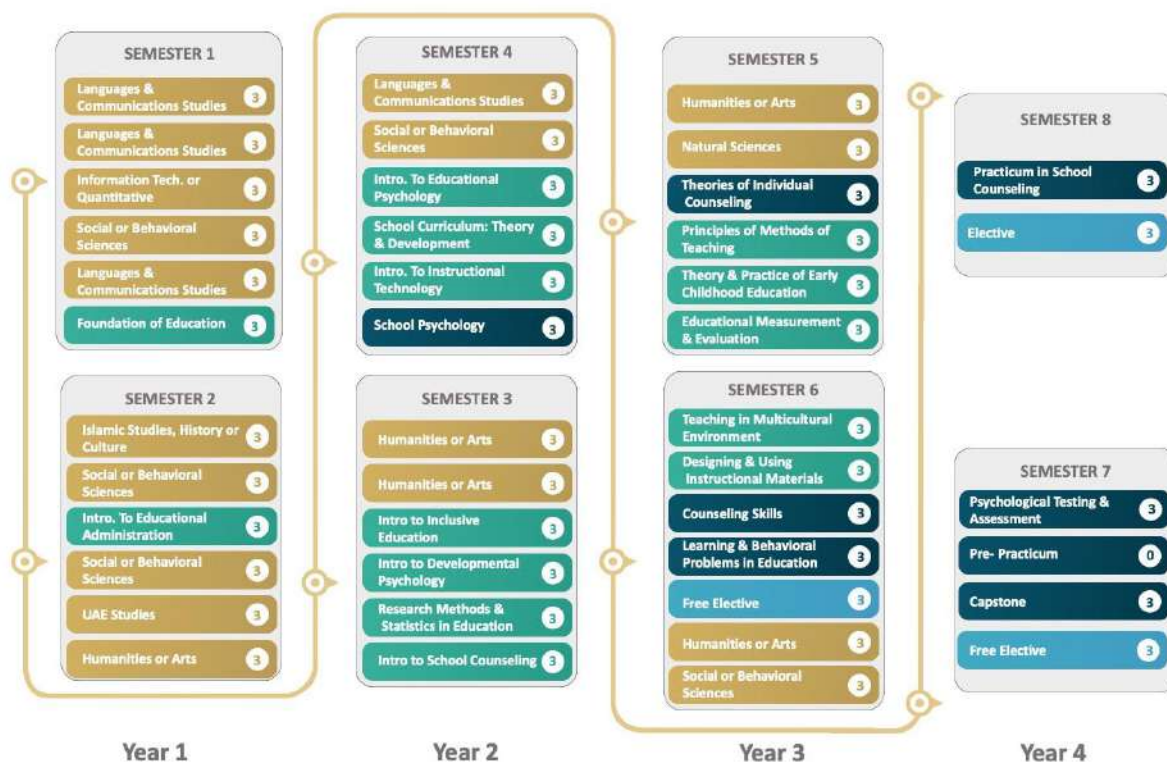 SEMESTER 1
Languages &
Communications Studies 3
Languages &
Communications Studies 3
Information Tech. or
Quantitative 3
Social or Behavioral
Sciences 3
Languages &
Communications Studies 3
Foundation of Education 3
SEMESTER 2
Islamic Studies, History or
Culture 3
Social or Behavioral
Sciences 3
Intro. To Educational
Administration 3
Social or Behavioral
Sciences 3
UAE Studies 3
Humanities or Arts 3
Year 1
SEMESTER 4
Languages &
Communications Studies 3
Social or Behavioral
Sciences 3
Intro. To Educational
Psychology 3
School Curriculum: Theory
& Development 3
Intro. To Instructional
Technology 3
School Psychology 3
SEMESTER 3
Humanities or Arts 3
Humanities or Arts 3
Intro to Inclusive
Education 3
Intro to Developmental
Psychology 3
Research Methods &
Statistics in Education 3
Intro to School Counseling 3
Year 2
SEMESTER 5
Humanities or Arts 3
Natural Sciences 3
Theories of Individual
Counseling 3
Principles of Methods of
Teaching 3
Theory & Practice of Early
Childhood Education 3
Educational Measurement
& Evaluation 3
SEMESTER 6
Teaching in Multicultural
Environment 3
Designing & Using
Instructional Materials 3
Counseling Skills 3
Learning & Behavioral
Problems in Education 3
Free Elective 3
Humanities or Arts 3
Social or Behavioral
Sciences 3
Year 3
SEMESTER 8
Practicum in School
Counseling 3
Elective 3
SEMESTER 7
Psychological Testing &
Assessment 3
Pre- Practicum 0
Capstone 3
Free Elective 3
Year 4